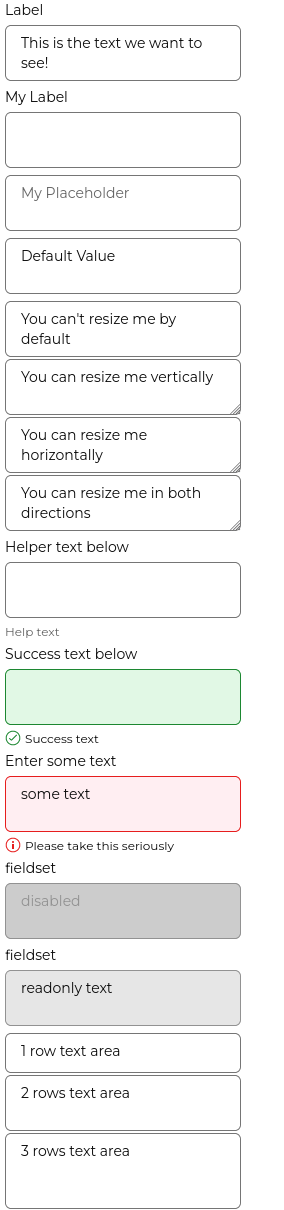 Label
This is the text we want to
see!
My Label
My Placeholder
Default Value
You can't resize me by
default
You can resize me vertically
You can resize me
horizontally
You can resize me in both
directions
Helper text below
Help text
Success text below
Success text
Enter some text
some text
Please take this seriously
fieldset
disabled
fieldset
readonly text
1 row text area
2 rows text area
3 rows text area